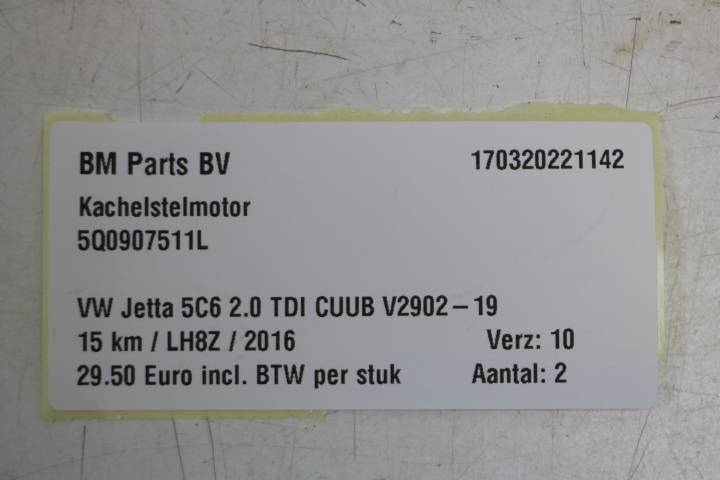 BM Parts BV 170320221142
Kachelstelmotor
5Q0907511L
VW Jetta 5C6 2.0 TDI CUUB V2902 – 19
15 km / LH8Z / 2016 Verz: 10
29.50 Euro incl. BTW per stuk Aantal: 2